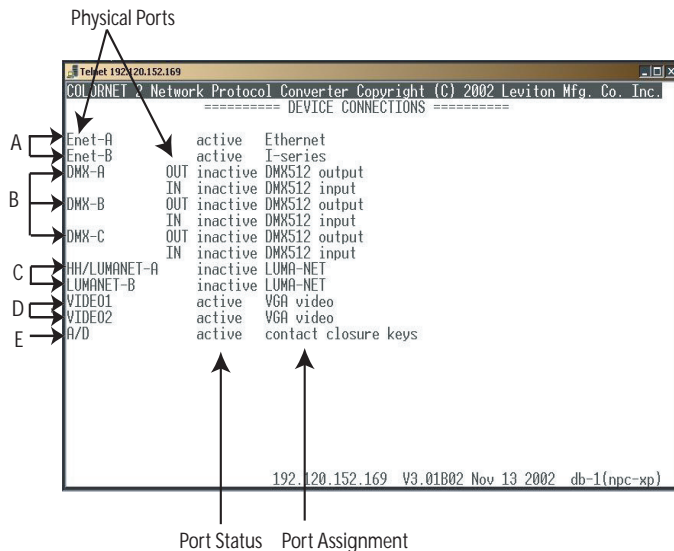 Physical Ports
Telnet 192.120.152.169
COLORNET 2 Network Protocol Converter Copyright (C) 2002 Leviton Mfg. Co. Inc.
========== DEVICE CONNECTIONS ==========
A
Enet-A active Ethernet
Enet-B active I-series
B
DMX-A OUT inactive DMX512 output
IN inactive DMX512 input
DMX-B OUT inactive DMX512 output
IN inactive DMX512 input
DMX-C OUT inactive DMX512 output
IN inactive DMX512 input
C
HH/LUMANET-A inactive LUMA-NET
LUMANET-B inactive LUMA-NET
D
VIDEO1 active VGA video
VIDEO2 active VGA video
E
A/D active contact closure keys
192.120.152.169 V3.01B02 Nov 13 2002 db-1(npc-xp)
Port Status Port Assignment